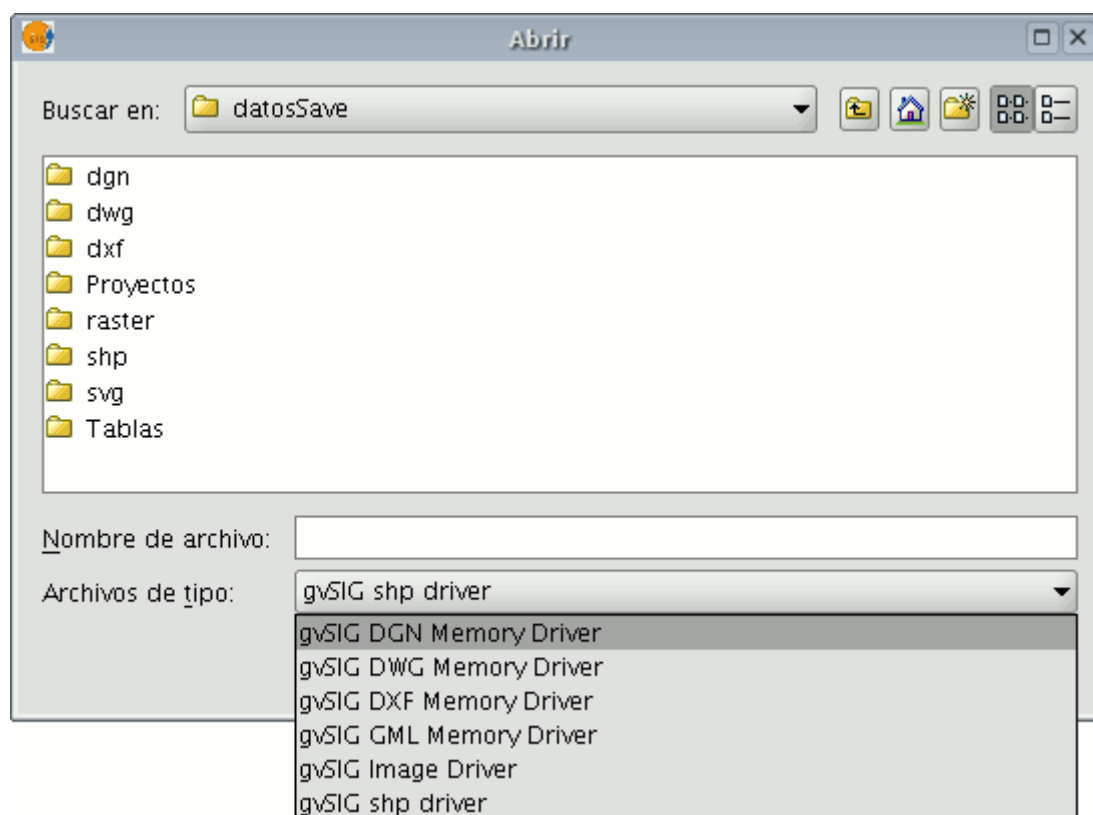 Abrir
Buscar en: datosSave
dgn
dwg
dxf
Proyectos
raster
shp
svg
Tablas
Nombre de archivo:
Archivos de tipo: gvSIG shp driver
gvSIG DGN Memory Driver
gvSIG DWG Memory Driver
gvSIG DXF Memory Driver
gvSIG GML Memory Driver
gvSIG Image Driver
gvSIG shp driver